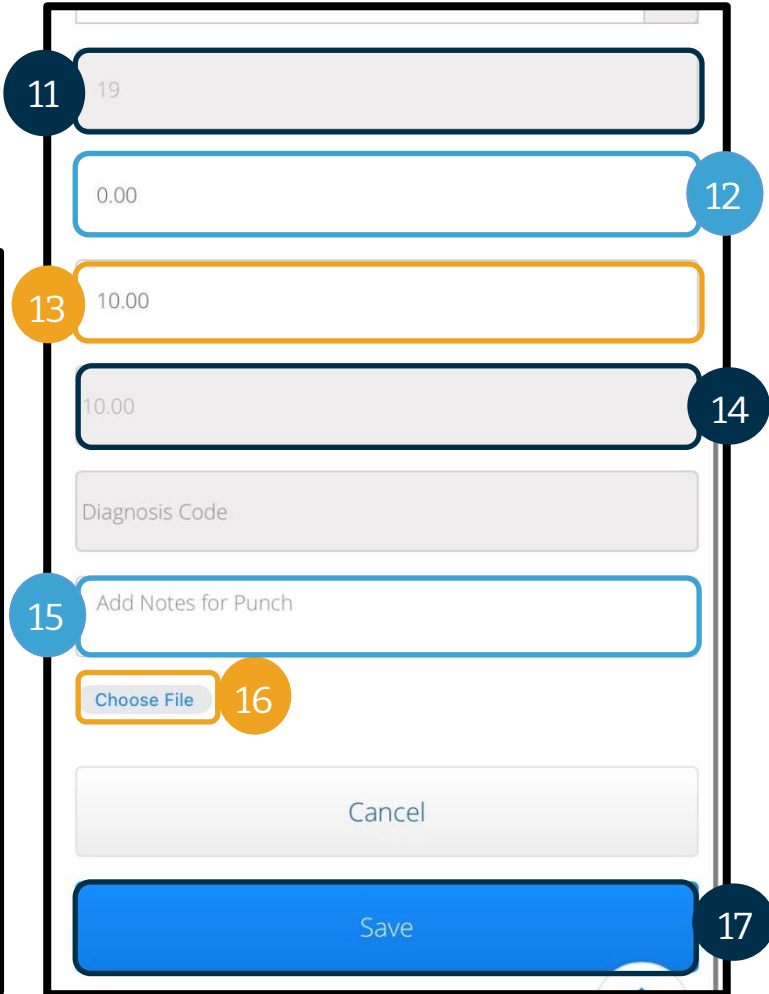 11
19
0.00
12
13
10.00
10.00
14
Diagnosis Code
15
Add Notes for Punch
Choose File
16
Cancel
Save
17